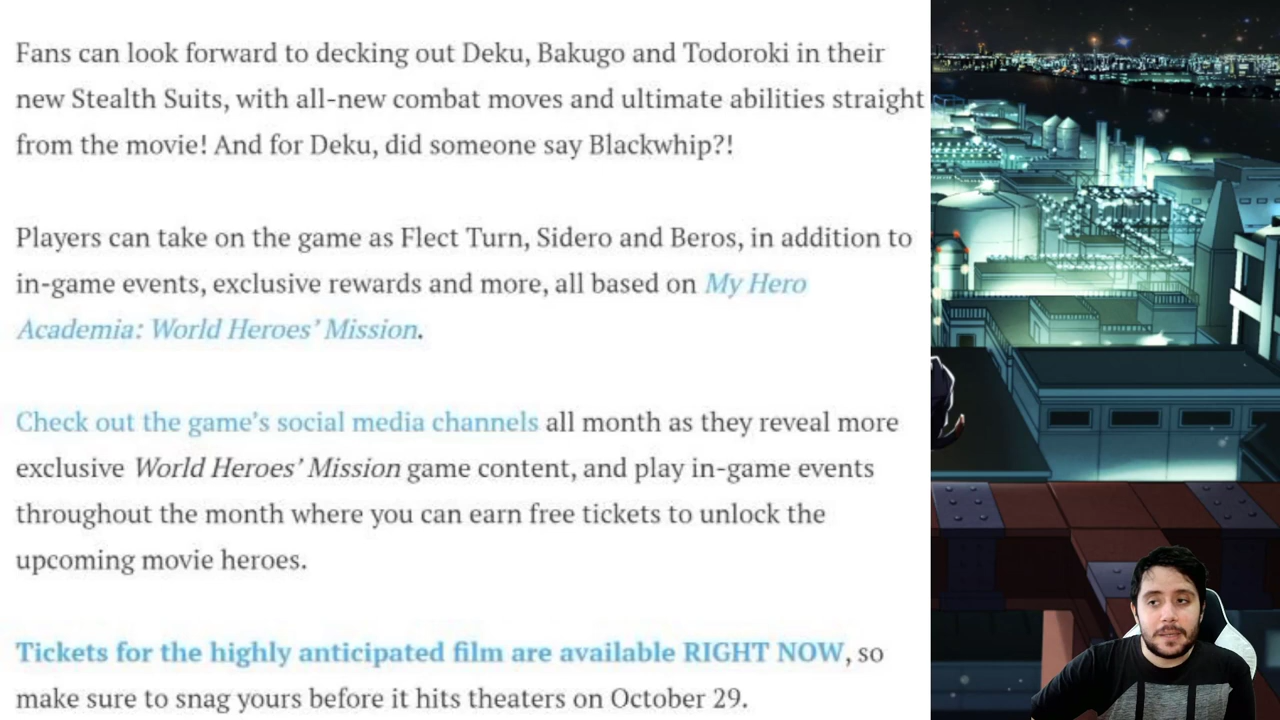 Fans can look forward to decking out Deku, Bakugo and Todoroki in their
new Stealth Suits, with all-new combat moves and ultimate abilities straight
from the movie! And for Deku, did someone say Blackwhip?!
Players can take on the game as Flect Turn, Sidero and Beros, in addition to
in-game events, exclusive rewards and more, all based on My Hero
Academia: World Heroes’ Mission.
Check out the game’s social media channels all month as they reveal more
exclusive World Heroes’ Mission game content, and play in-game events
throughout the month where you can earn free tickets to unlock the
upcoming movie heroes.
Tickets for the highly anticipated film are available RIGHT NOW, so
make sure to snag yours before it hits theaters on October 29.